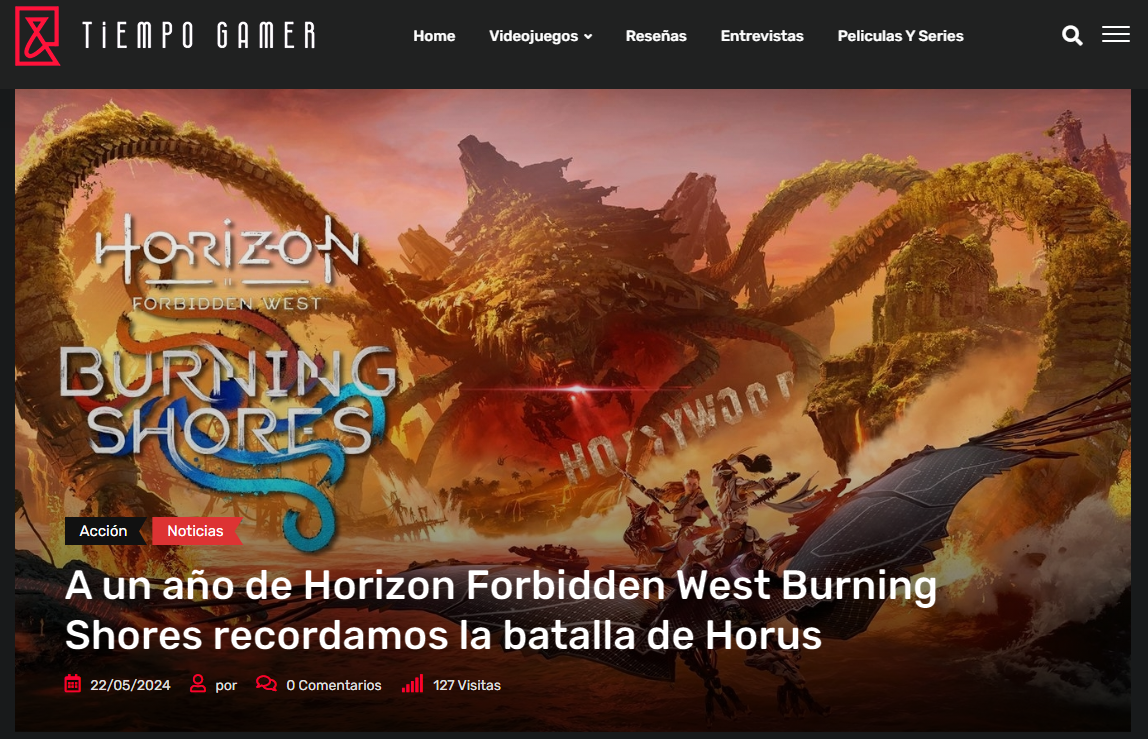 TiEMPO GAMER
Home Videojuegos Reseñas Entrevistas Peliculas Y Series
HORIZON
FORBIDDEN WEST
BURNING
SHORES
HOLLYWOOD
Acción Noticias
A un año de Horizon Forbidden West Burning
Shores recordamos la batalla de Horus
22/05/2024 por 0 Comentarios 127 Visitas